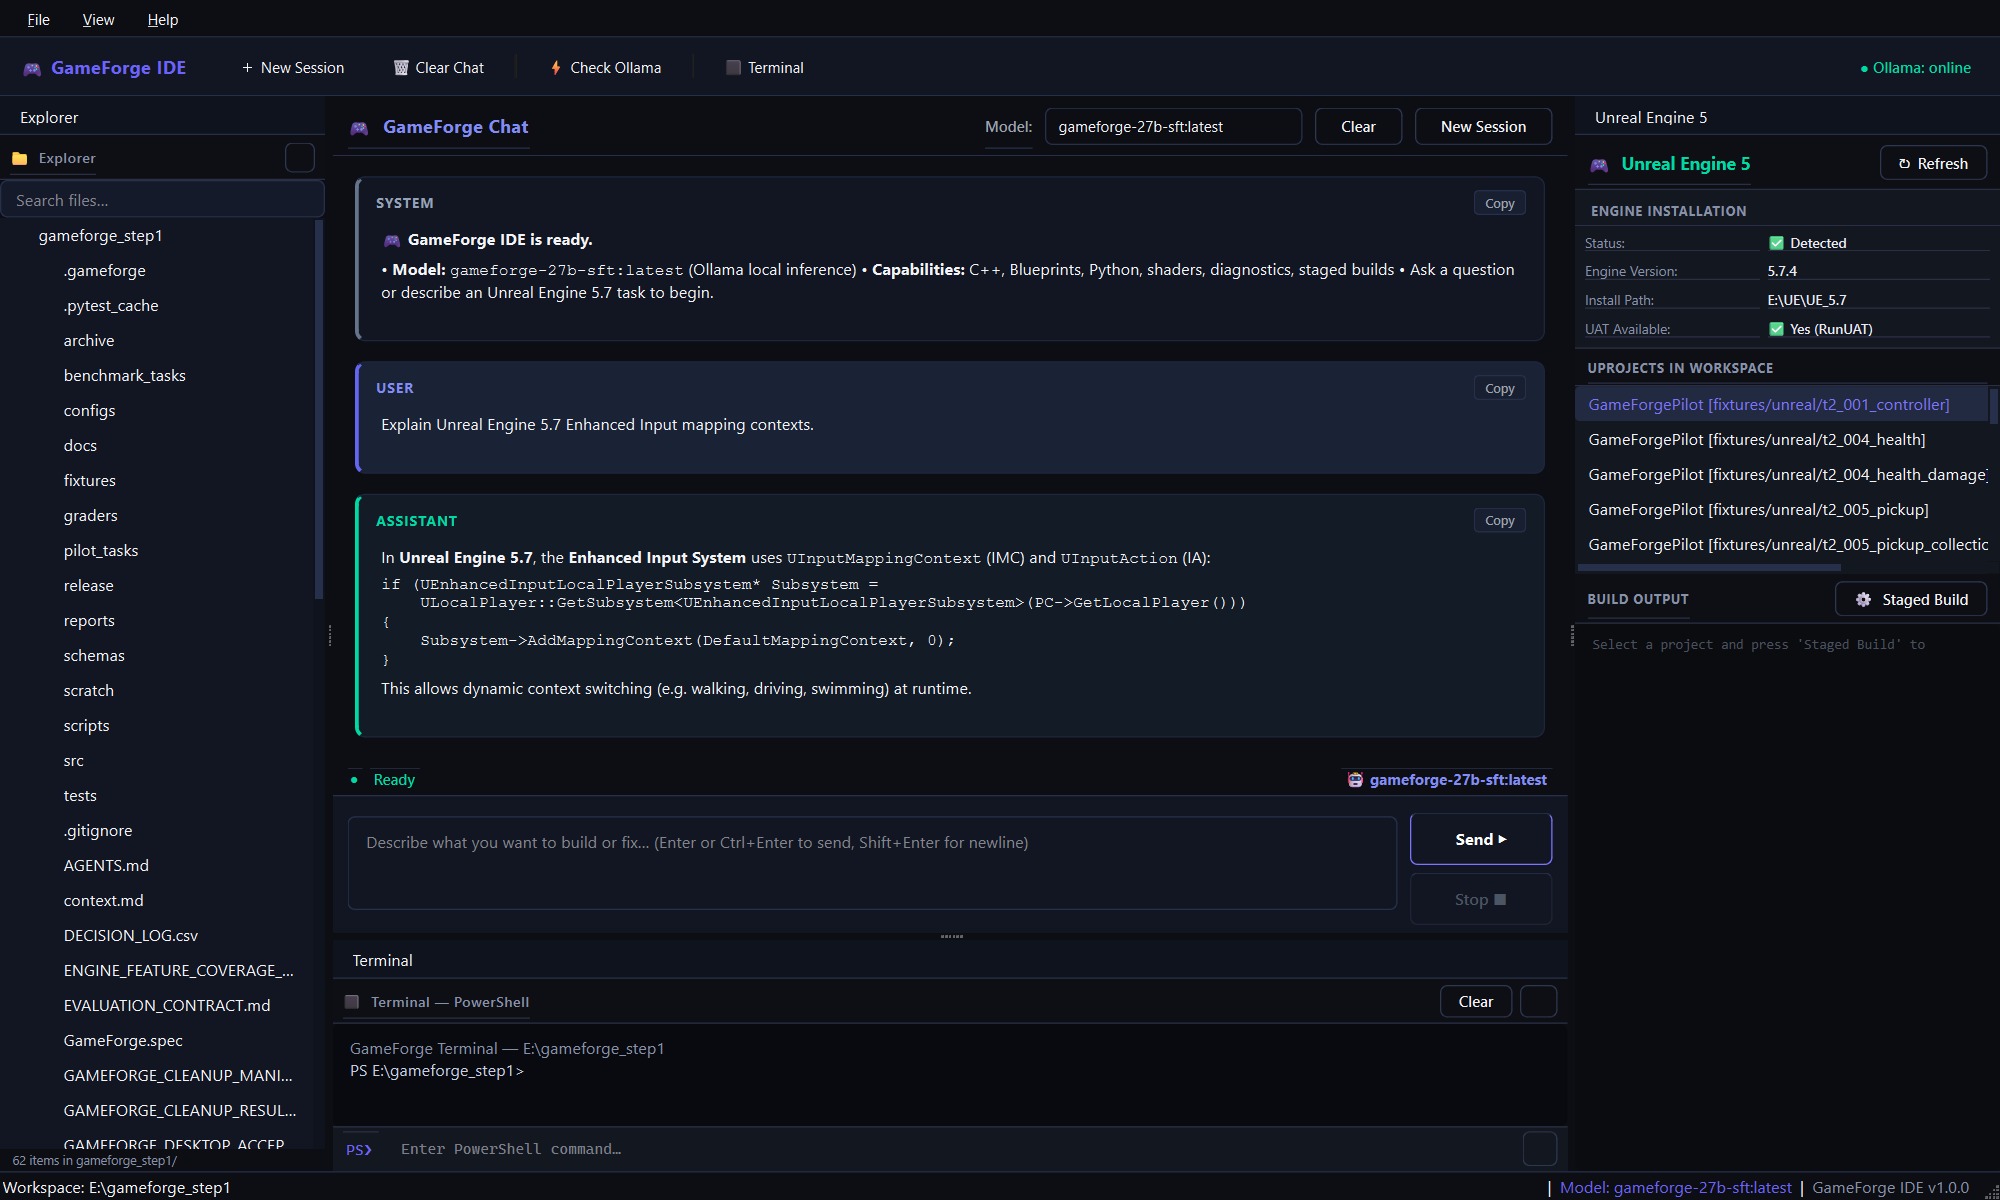 File View Help
GameForge IDE + New Session Clear Chat Check Ollama Terminal ● Ollama: online
Explorer
Explorer
Search files...
gameforge_step1
.gameforge
.pytest_cache
archive
benchmark_tasks
configs
docs
fixtures
graders
pilot_tasks
release
reports
schemas
scratch
scripts
src
tests
.gitignore
AGENTS.md
context.md
DECISION_LOG.csv
ENGINE_FEATURE_COVERAGE_...
EVALUATION_CONTRACT.md
GameForge.spec
GAMEFORGE_CLEANUP_MANI...
GAMEFORGE_CLEANUP_RESUL...
GAMEFORGE_DESKTOP_ACCEP
62 items in gameforge_step1/
GameForge Chat Model: gameforge-27b-sft:latest Clear New Session
SYSTEM Copy
GameForge IDE is ready.
• Model: gameforge-27b-sft:latest (Ollama local inference) • Capabilities: C++, Blueprints, Python, shaders, diagnostics, staged builds • Ask a question
or describe an Unreal Engine 5.7 task to begin.
USER Copy
Explain Unreal Engine 5.7 Enhanced Input mapping contexts.
ASSISTANT Copy
In Unreal Engine 5.7, the Enhanced Input System uses UInputMappingContext (IMC) and UInputAction (IA):
if (UEnhancedInputLocalPlayerSubsystem* Subsystem =
    ULocalPlayer::GetSubsystem<UEnhancedInputLocalPlayerSubsystem>(PC->GetLocalPlayer()))
{
    Subsystem->AddMappingContext(DefaultMappingContext, 0);
}
This allows dynamic context switching (e.g. walking, driving, swimming) at runtime.
● Ready gameforge-27b-sft:latest
Describe what you want to build or fix... (Enter or Ctrl+Enter to send, Shift+Enter for newline)
Send ▶
Stop ■
Terminal
Terminal — PowerShell Clear
GameForge Terminal — E:\gameforge_step1
PS E:\gameforge_step1>
PS❯ Enter PowerShell command...
Unreal Engine 5
Unreal Engine 5 ↻ Refresh
ENGINE INSTALLATION
Status: ✅ Detected
Engine Version: 5.7.4
Install Path: E:\UE\UE_5.7
UAT Available: ✅ Yes (RunUAT)
UPROJECTS IN WORKSPACE
GameForgePilot [fixtures/unreal/t2_001_controller]
GameForgePilot [fixtures/unreal/t2_004_health]
GameForgePilot [fixtures/unreal/t2_004_health_damage]
GameForgePilot [fixtures/unreal/t2_005_pickup]
GameForgePilot [fixtures/unreal/t2_005_pickup_collectio
BUILD OUTPUT Staged Build
Select a project and press 'Staged Build' to
Workspace: E:\gameforge_step1 | Model: gameforge-27b-sft:latest | GameForge IDE v1.0.0